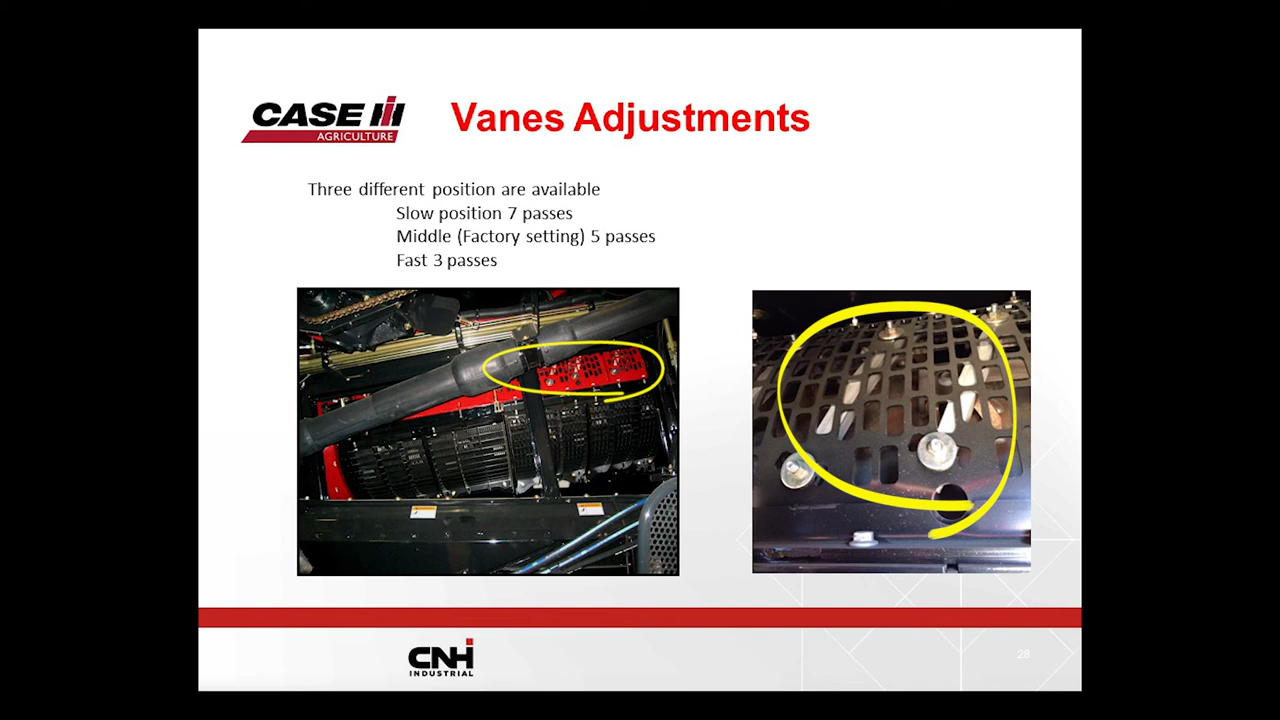 CASE IH
AGRICULTURE
Vanes Adjustments
Three different position are available
Slow position 7 passes
Middle (Factory setting) 5 passes
Fast 3 passes
CNH
INDUSTRIAL
28